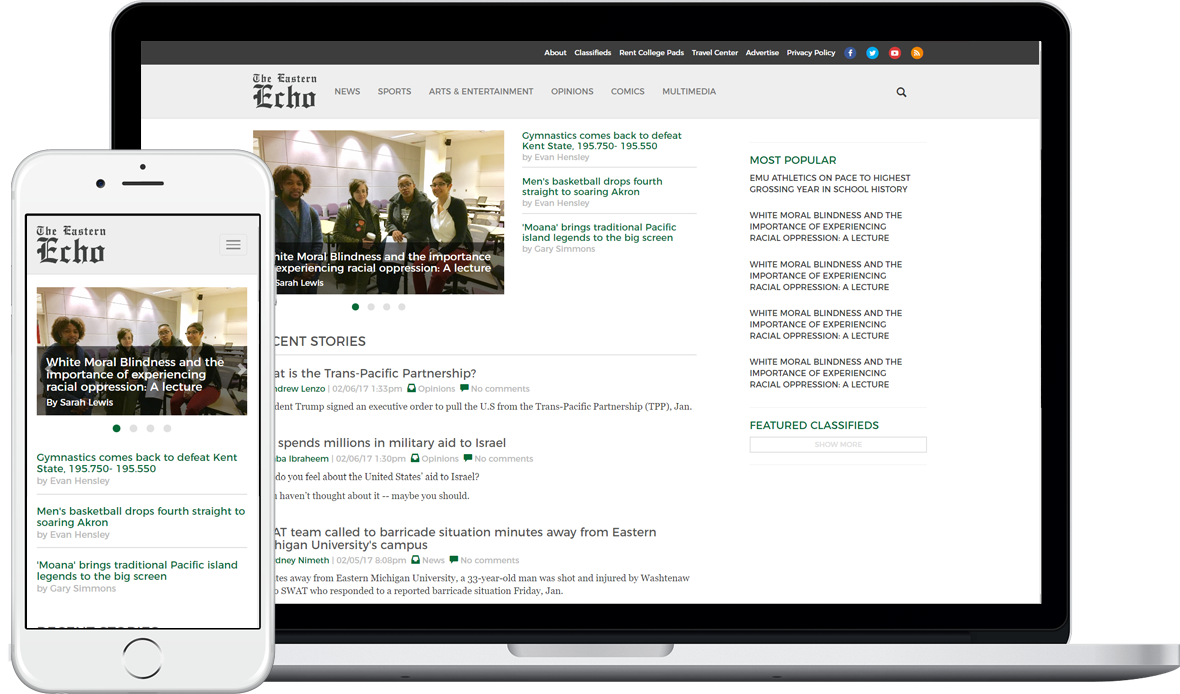 About Classifieds Rent College Pads Travel Center Advertise Privacy Policy
The Eastern
Echo
NEWS SPORTS ARTS & ENTERTAINMENT OPINIONS COMICS MULTIMEDIA
hite Moral Blindness and the importance
experiencing racial oppression: A lecture
Sarah Lewis
Gymnastics comes back to defeat
Kent State, 195.750- 195.550
by Evan Hensley
Men's basketball drops fourth
straight to soaring Akron
by Evan Hensley
'Moana' brings traditional Pacific
island legends to the big screen
by Gary Simmons
MOST POPULAR
EMU ATHLETICS ON PACE TO HIGHEST
GROSSING YEAR IN SCHOOL HISTORY
WHITE MORAL BLINDNESS AND THE
IMPORTANCE OF EXPERIENCING
RACIAL OPPRESSION: A LECTURE
WHITE MORAL BLINDNESS AND THE
IMPORTANCE OF EXPERIENCING
RACIAL OPPRESSION: A LECTURE
WHITE MORAL BLINDNESS AND THE
IMPORTANCE OF EXPERIENCING
RACIAL OPPRESSION: A LECTURE
WHITE MORAL BLINDNESS AND THE
IMPORTANCE OF EXPERIENCING
RACIAL OPPRESSION: A LECTURE
FEATURED CLASSIFIEDS
SHOW MORE
CENT STORIES
at is the Trans-Pacific Partnership?
ndrew Lenzo | 02/06/17 1:33pm Opinions No comments
dent Trump signed an executive order to pull the U.S from the Trans-Pacific Partnership (TPP), Jan.
spends millions in military aid to Israel
ba Ibraheem | 02/06/17 1:30pm Opinions No comments
do you feel about the United States' aid to Israel?
haven't thought about it -- maybe you should.
AT team called to barricade situation minutes away from Eastern
higan University's campus
dney Nimeth | 02/05/17 8:08pm News No comments
tes away from Eastern Michigan University, a 33-year-old man was shot and injured by Washtenaw
SWAT who responded to a reported barricade situation Friday, Jan.
The Eastern
Echo
White Moral Blindness and the
importance of experiencing
racial oppression: A lecture
By Sarah Lewis
Gymnastics comes back to defeat Kent
State, 195.750- 195.550
by Evan Hensley
Men's basketball drops fourth straight to
soaring Akron
by Evan Hensley
'Moana' brings traditional Pacific island
legends to the big screen
by Gary Simmons